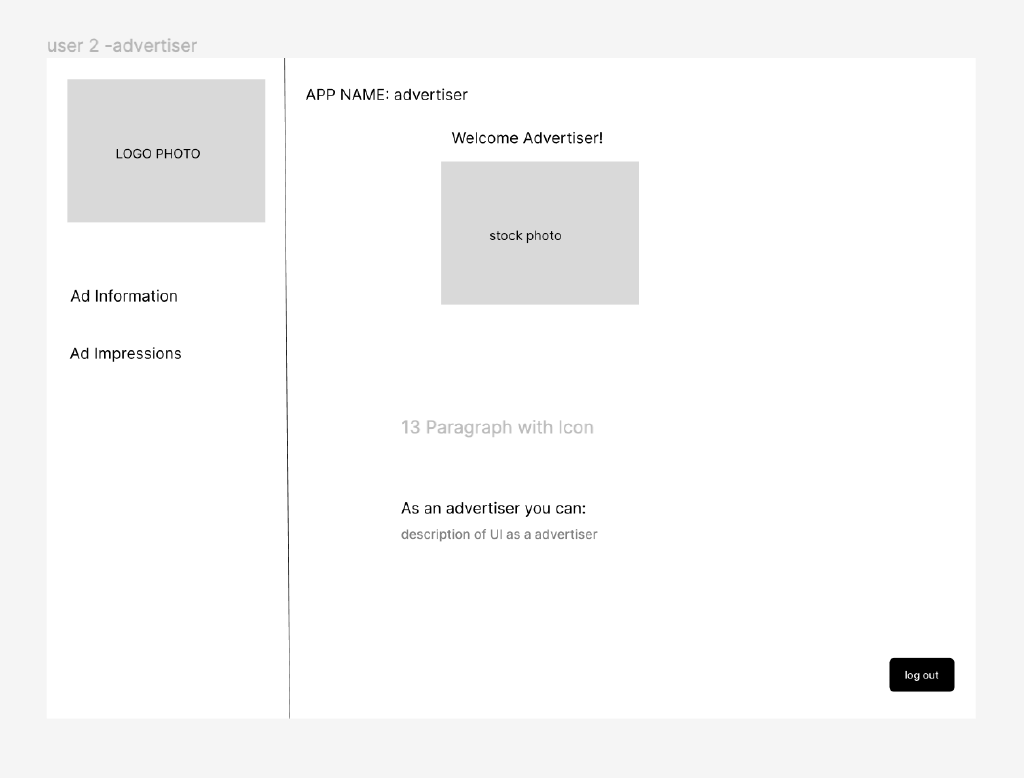 user 2 -advertiser
LOGO PHOTO
Ad Information
Ad Impressions
APP NAME: advertiser
Welcome Advertiser!
stock photo
13 Paragraph with Icon
As an advertiser you can:
description of UI as a advertiser
log out